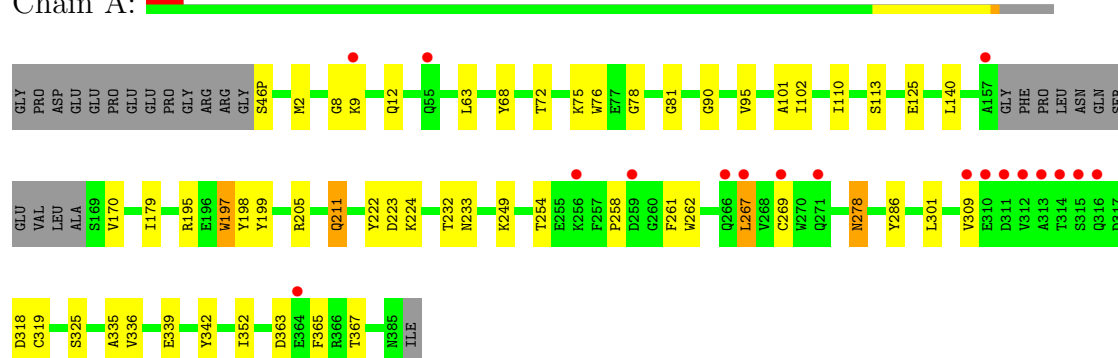 Chain A:
GLY PRO ASP GLU GLU PRO GLU GLU PRO GLY ARG ARG GLY S46P M2 G8 K9 Q12 Q55 L63 Y68 T72 K75 W76 E77 G78 G81 G90 V95 A101 I102 I110 S113 E125 L140 A157 GLY PHE PRO LEU ASN GLN SER
GLU VAL LEU ALA S169 V170 I179 R195 E196 W197 Y198 Y199 R205 Q211 Y222 D223 K224 T232 N233 K249 T254 E255 K256 F257 P258 D259 G260 F261 W262 Q266 L267 V268 C269 W270 Q271 N278 Y286 L301 V309 E310 D311 V312 A313 T314 S315 Q316 D317
D318 C319 S325 A335 V336 E339 Y342 I352 D363 E364 F365 R366 T367 N385 ILE